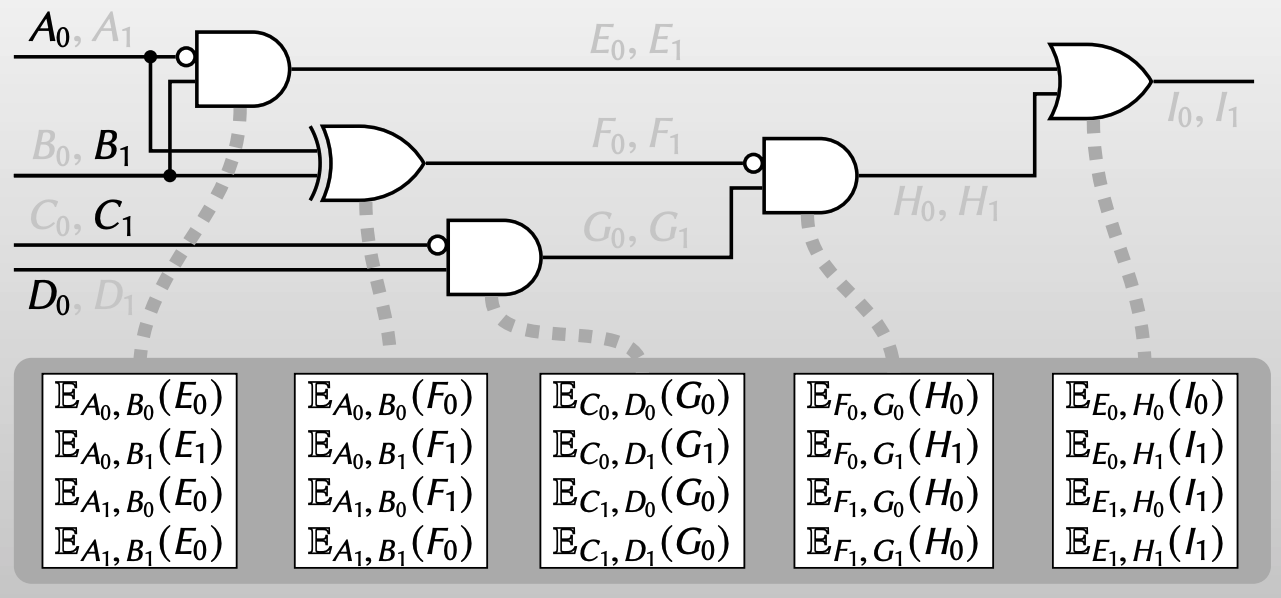 A₀, A₁
E₀, E₁
I₀, I₁
B₀, B₁
F₀, F₁
C₀, C₁
G₀, G₁
H₀, H₁
D₀, D₁
𝔼A₀, B₀(E₀)
𝔼A₀, B₁(E₁)
𝔼A₁, B₀(E₀)
𝔼A₁, B₁(E₀)
𝔼A₀, B₀(F₀)
𝔼A₀, B₁(F₁)
𝔼A₁, B₀(F₁)
𝔼A₁, B₁(F₀)
𝔼C₀, D₀(G₀)
𝔼C₀, D₁(G₁)
𝔼C₁, D₀(G₀)
𝔼C₁, D₁(G₀)
𝔼F₀, G₀(H₀)
𝔼F₀, G₁(H₁)
𝔼F₁, G₀(H₀)
𝔼F₁, G₁(H₀)
𝔼E₀, H₀(I₀)
𝔼E₀, H₁(I₁)
𝔼E₁, H₀(I₁)
𝔼E₁, H₁(I₁)